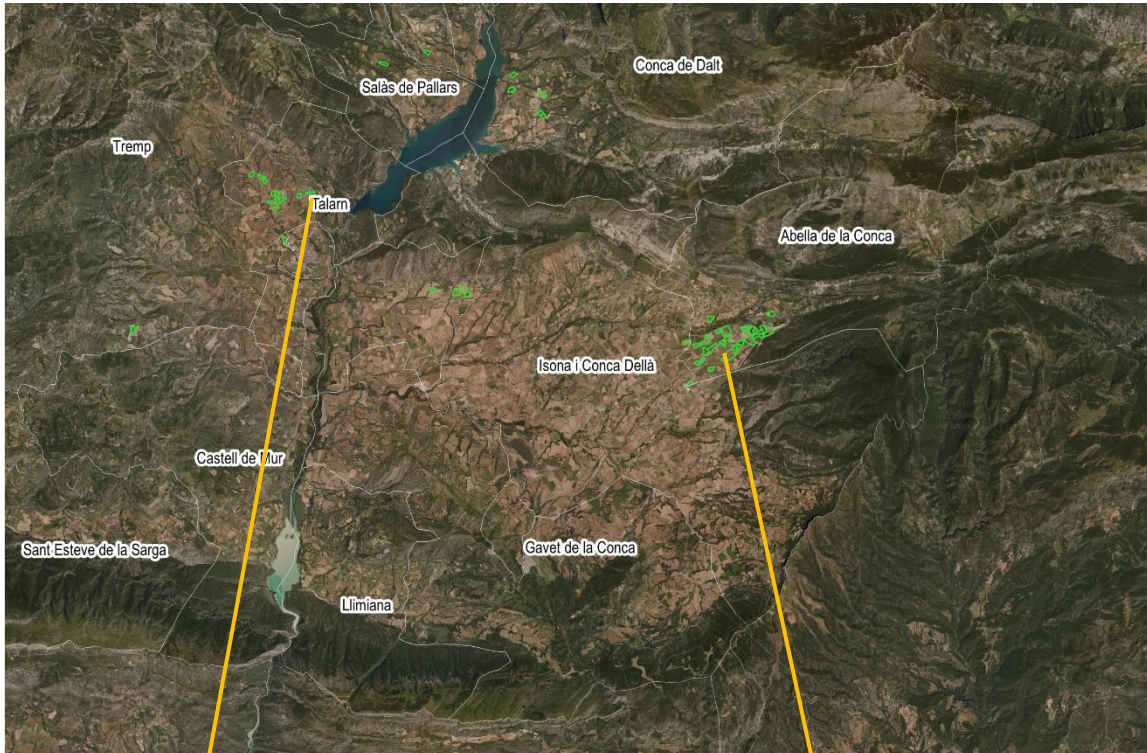 Conca de Dalt
Salàs de Pallars
Tremp
Talarn
Abella de la Conca
Isona i Conca Dellà
Castell de Mur
Sant Esteve de la Sarga
Gavet de la Conca
Llimiana